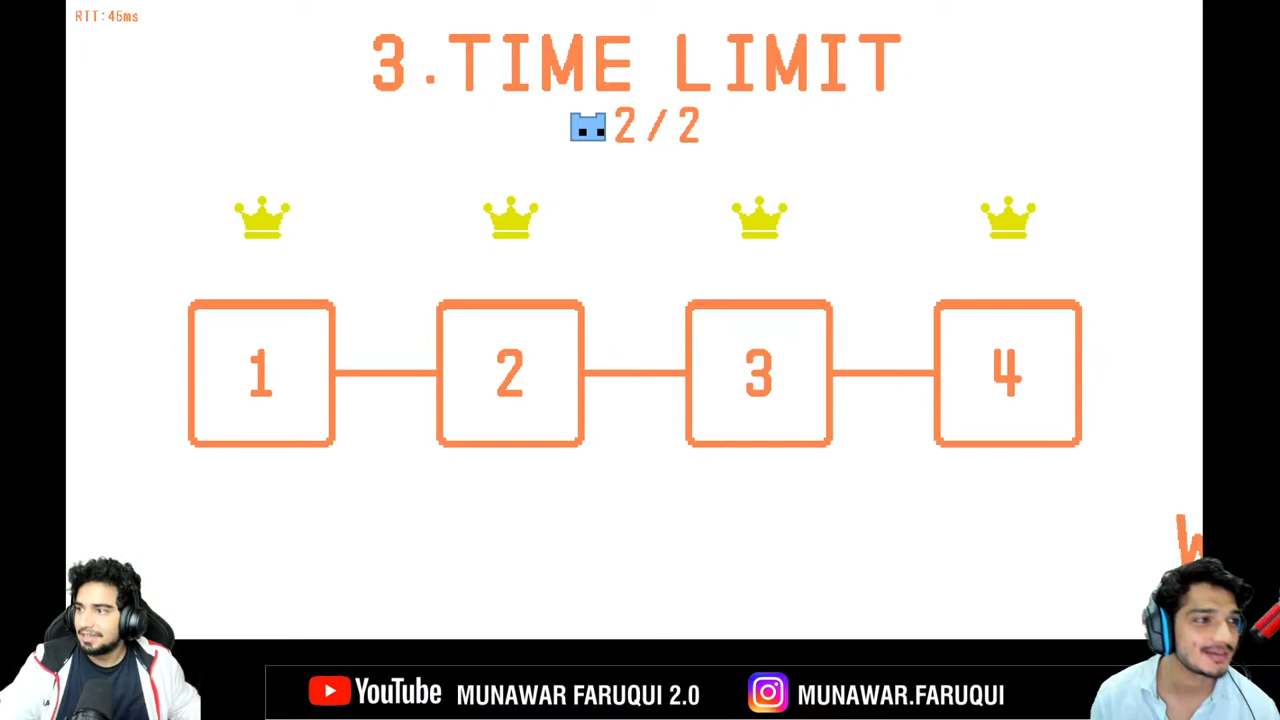 RTT:45ms
3.TIME LIMIT
2/2
1 2 3 4
YouTube MUNAWAR FARUQUI 2.0 MUNAWAR.FARUQUI